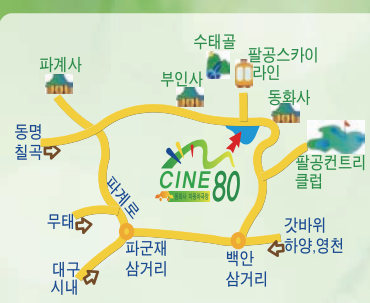 수태골
팔공스카이
라인
파계사
부인사
동화사
동명
칠곡
팔공컨트리
클럽
CINE 80
파계로
무태
갓바위
하양,영천
파군재
삼거리
백안
삼거리
대구
시내